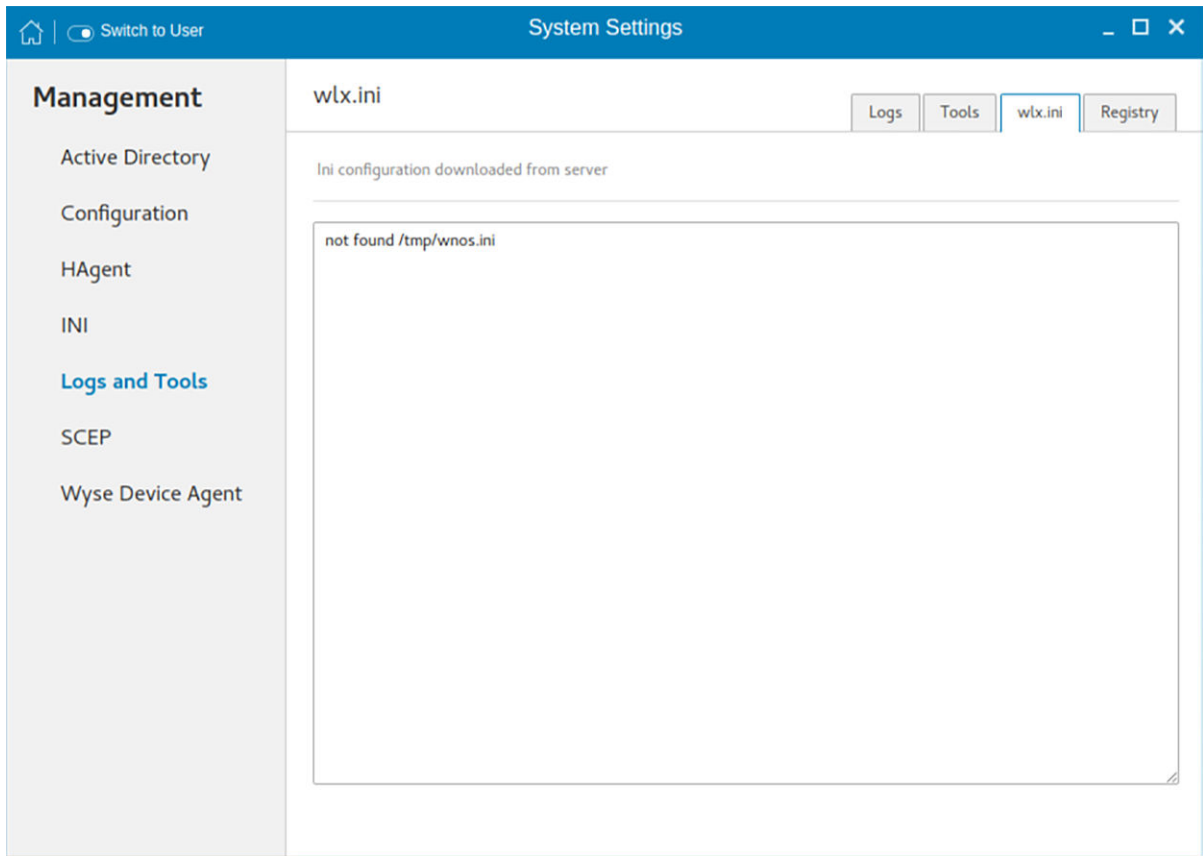 Switch to User
System Settings
Management
Active Directory
Configuration
HAgent
INI
Logs and Tools
SCEP
Wyse Device Agent
wlx.ini
Logs
Tools
wlx.ini
Registry
Ini configuration downloaded from server
not found /tmp/wnos.ini